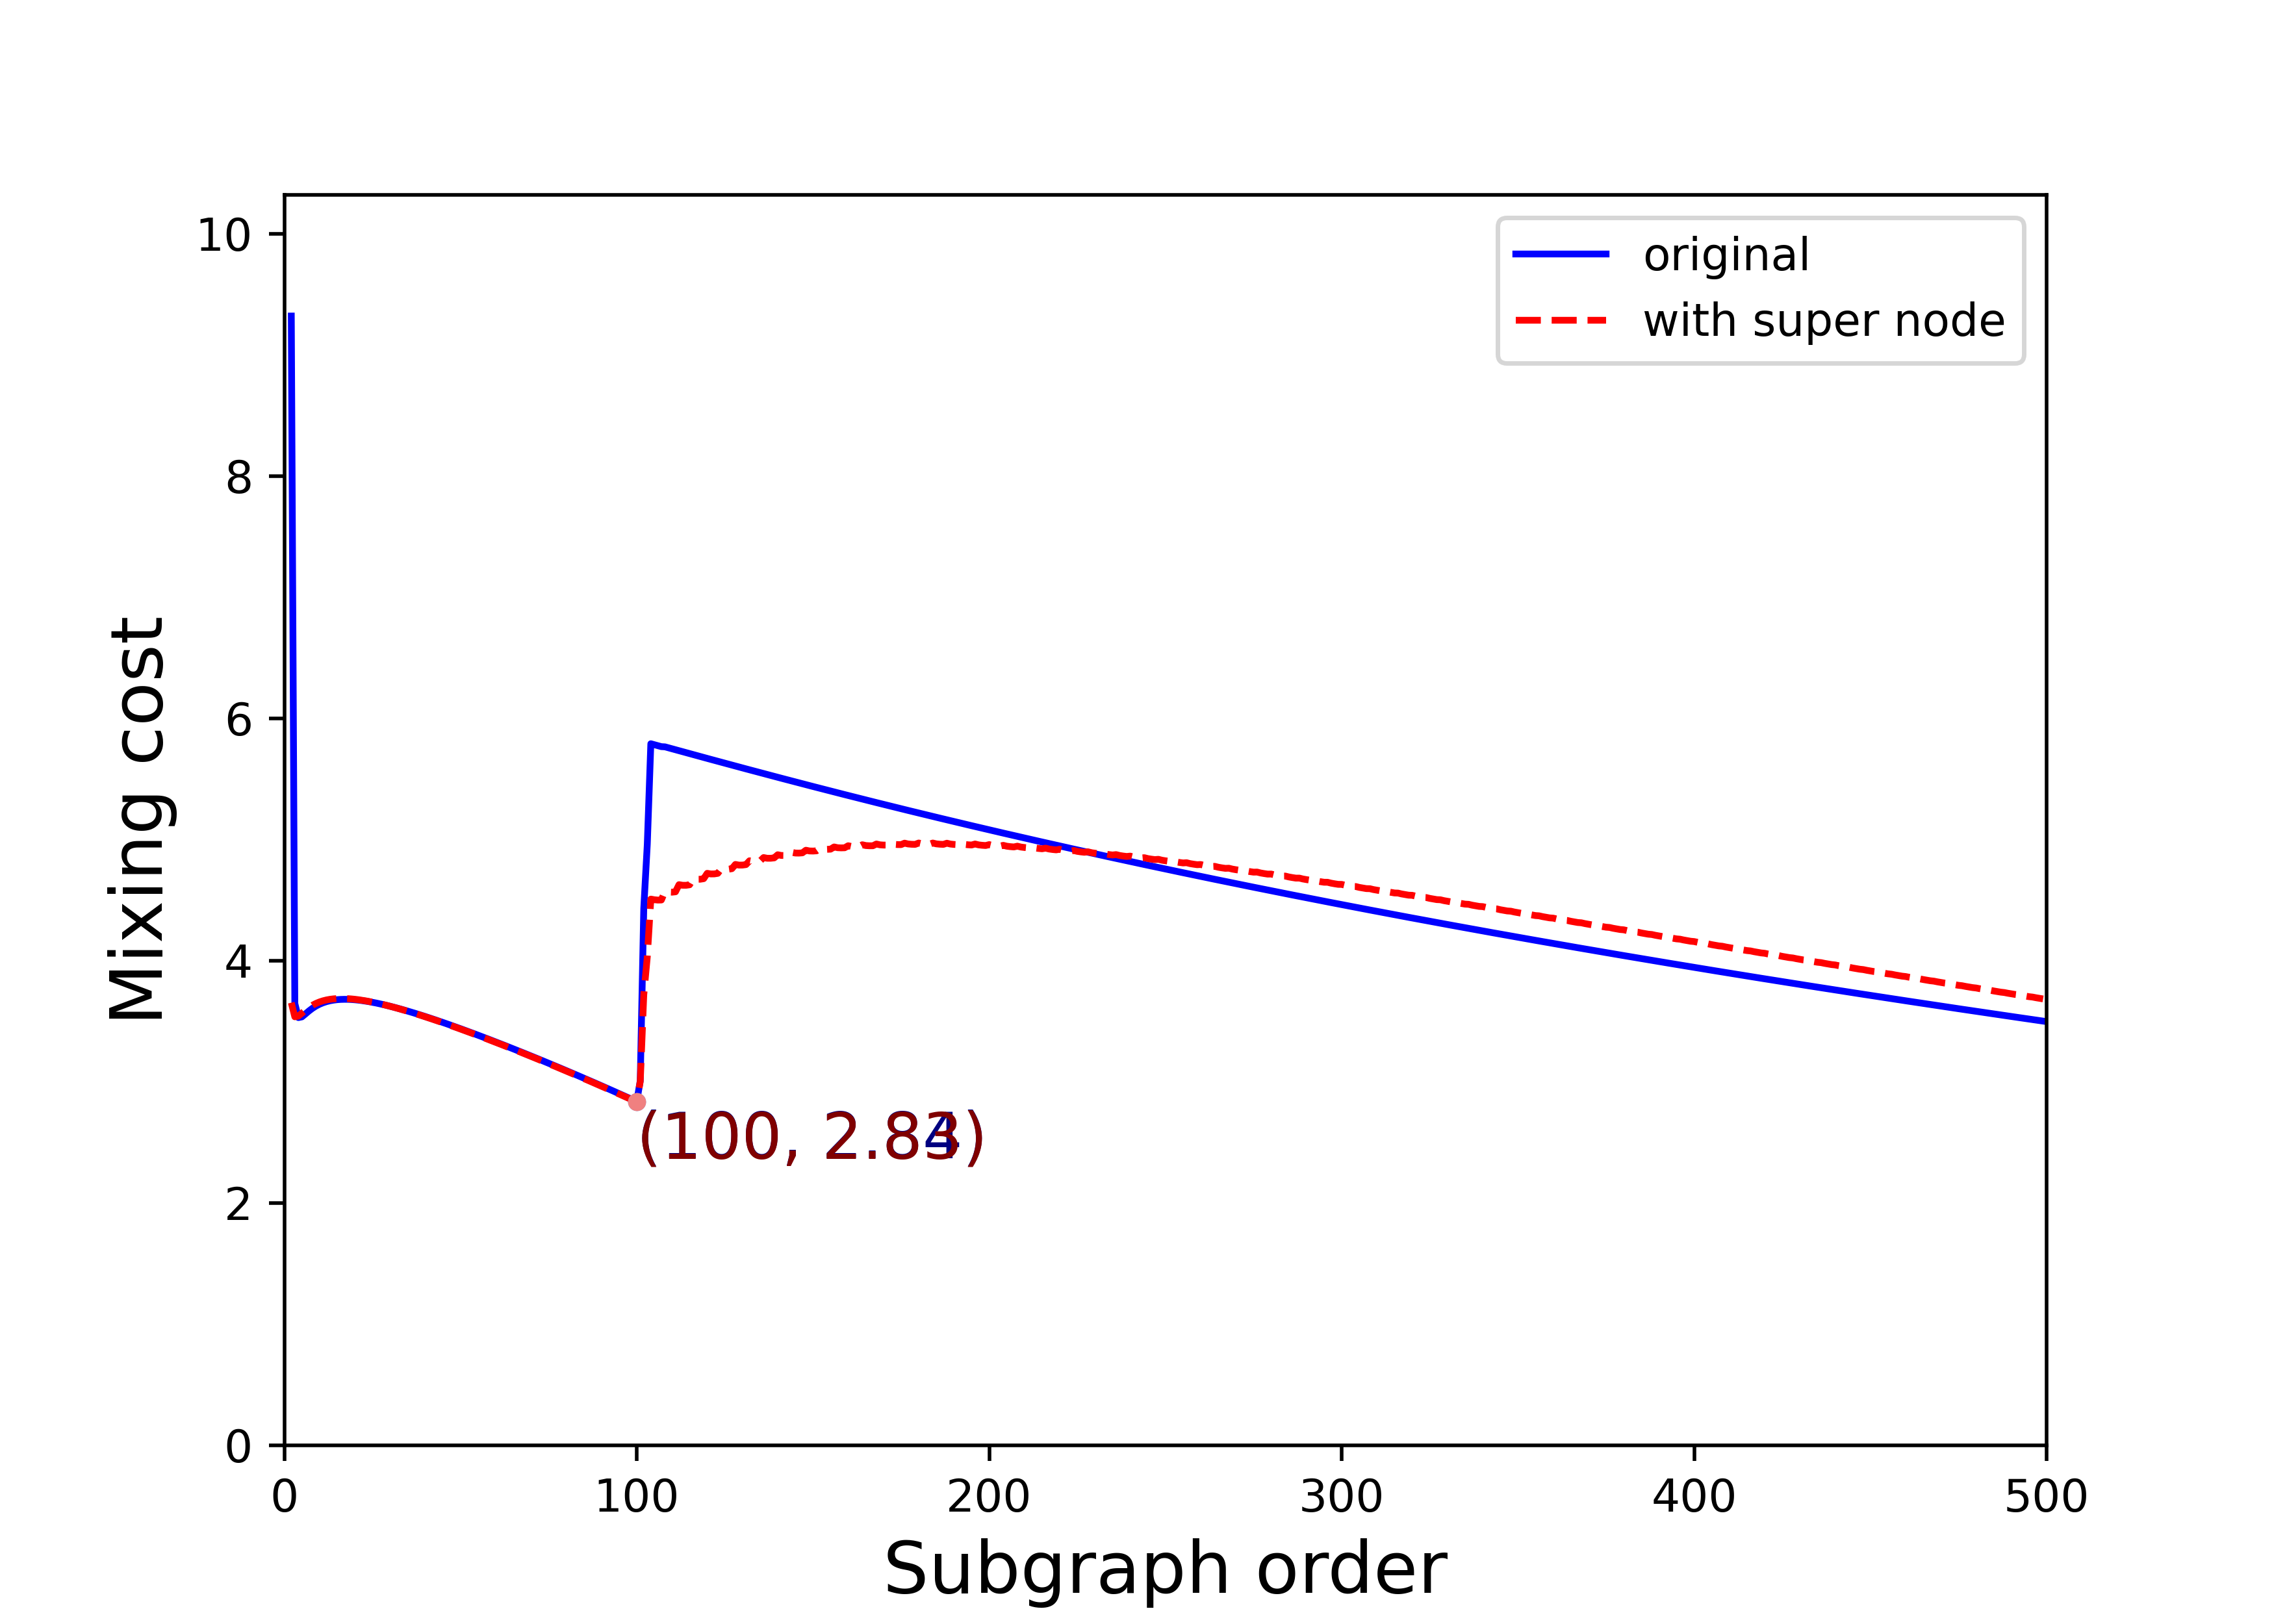 original
with super node
Mixing cost
10
8
6
4
2
0
(100, 2.83)
0 100 200 300 400 500
Subgraph order